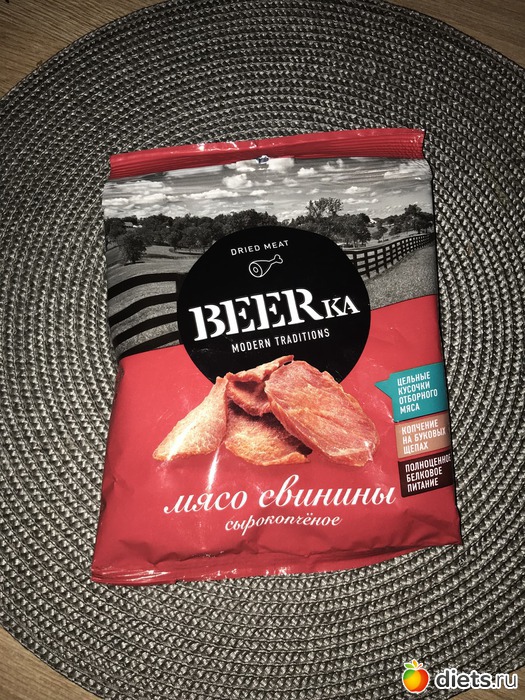 DRIED MEAT
BEERKA
MODERN TRADITIONS
ЦЕЛЬНЫЕ
КУСОЧКИ
ОТБОРНОГО
МЯСА
КОПЧЕНИЕ
НА БУКОВЫХ
ЩЕПАХ
ПОЛНОЦЕННОЕ
БЕЛКОВОЕ
ПИТАНИЕ
мясо свинины
сырокопчёное
diets.ru